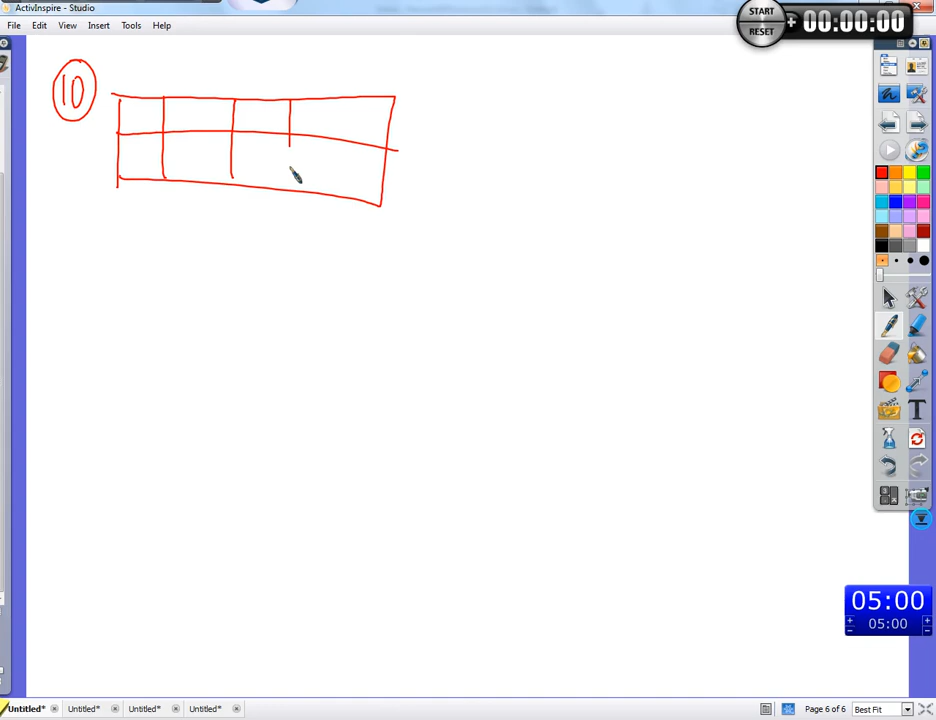 ActivInspire - Studio
START
RESET
00:00:00
File Edit View Insert Tools Help
10
T
05:00
05:00
Untitled* Untitled* Untitled* Untitled*
Page 6 of 6
Best Fit